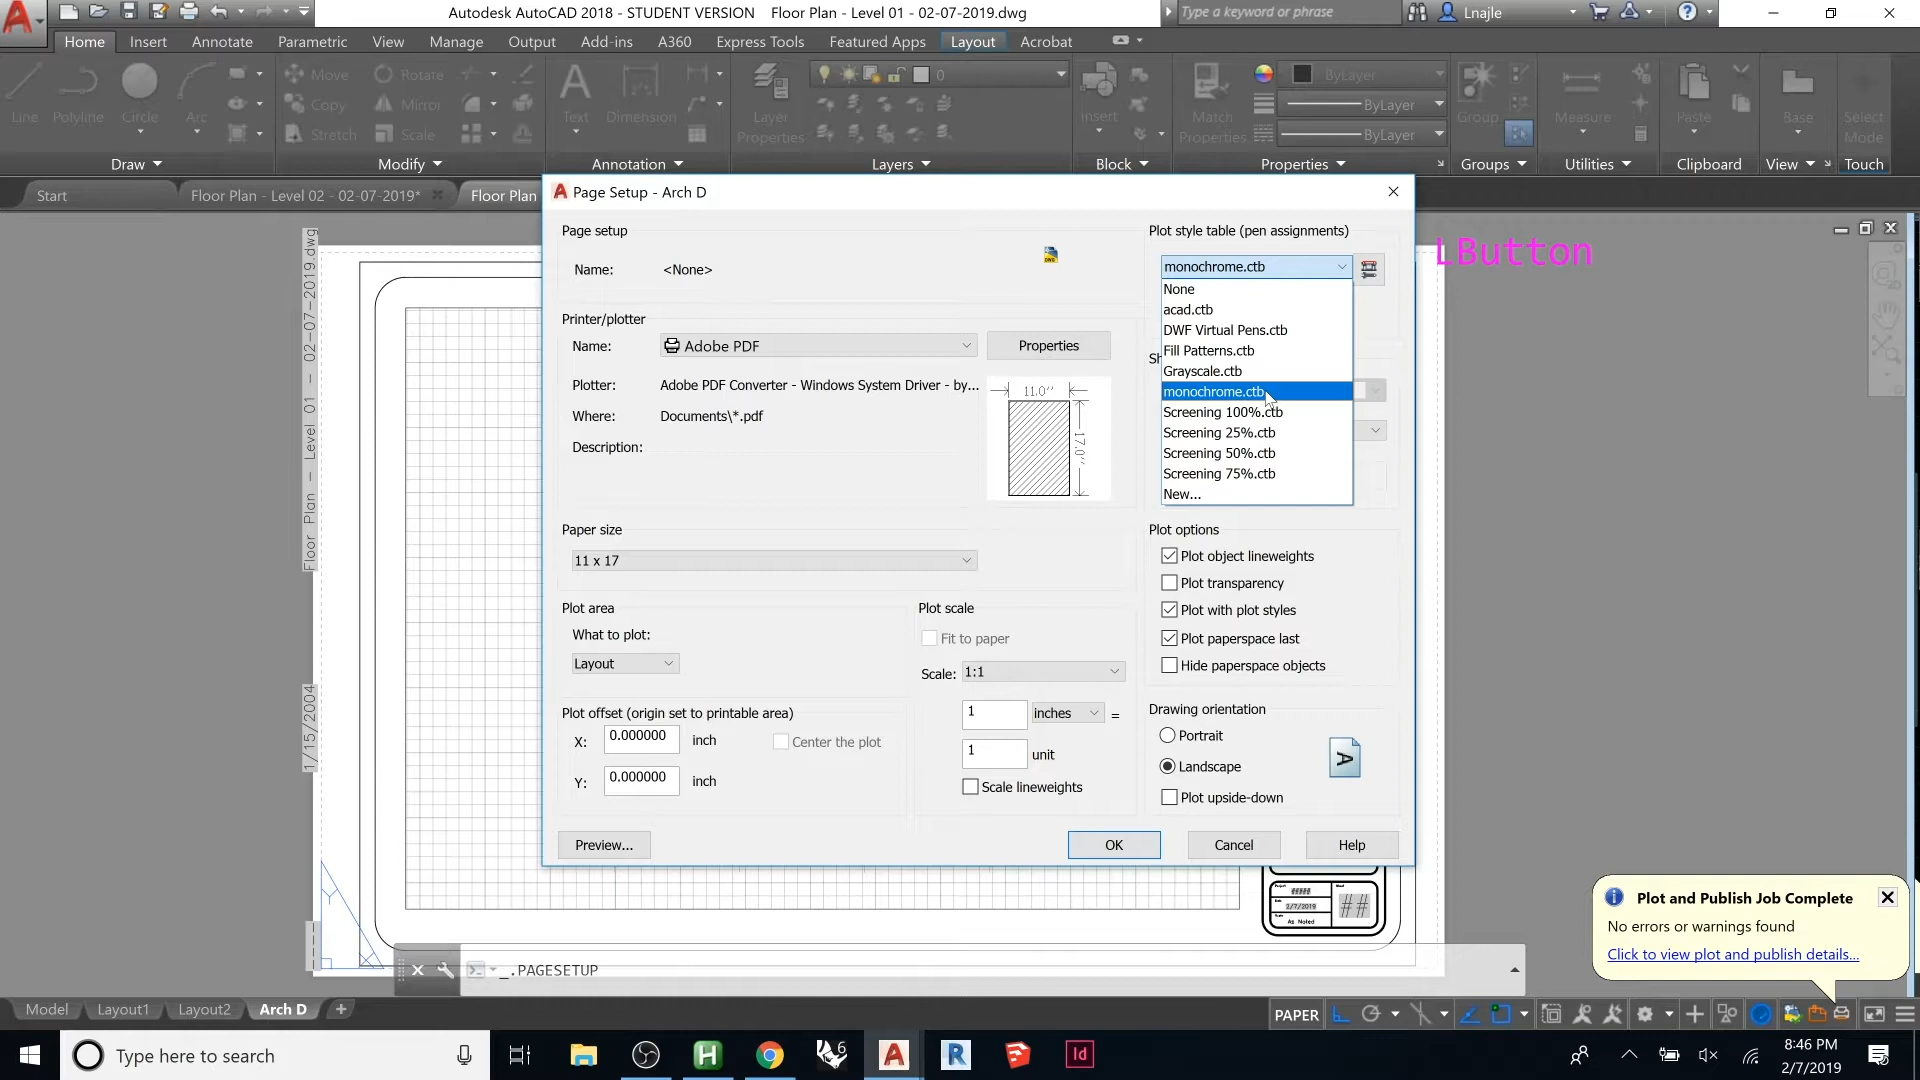 Autodesk AutoCAD 2018 - STUDENT VERSION Floor Plan - Level 01 - 02-07-2019.dwg
Type a keyword or phrase
Lnajle
Home Insert Annotate Parametric View Manage Output Add-ins A360 Express Tools Featured Apps Layout Acrobat
Line Polyline Circle Arc
Move Rotate
Copy Mirror
Stretch Scale
Text Dimension
Layer Properties
0
Insert
Match Properties
ByLayer
ByLayer
ByLayer
Group
Measure
Paste
Base
Select Mode
Draw Modify Annotation Layers Block Properties Groups Utilities Clipboard View Touch
Start Floor Plan - Level 02 - 02-07-2019* Floor Plan
Page Setup - Arch D
Page setup
Name: <None>
Printer/plotter
Name: Adobe PDF Properties
Plotter: Adobe PDF Converter - Windows System Driver - by...
Where: Documents\*.pdf
Description:
11.0''
17.0''
Paper size
11 x 17
Plot area
What to plot:
Layout
Plot scale
Fit to paper
Scale: 1:1
1 inches =
1 unit
Scale lineweights
Plot offset (origin set to printable area)
X: 0.000000 inch
Center the plot
Y: 0.000000 inch
Plot style table (pen assignments)
monochrome.ctb
None
acad.ctb
DWF Virtual Pens.ctb
Fill Patterns.ctb
Grayscale.ctb
monochrome.ctb
Screening 100%.ctb
Screening 25%.ctb
Screening 50%.ctb
Screening 75%.ctb
New...
Sh
Plot options
Plot object lineweights
Plot transparency
Plot with plot styles
Plot paperspace last
Hide paperspace objects
Drawing orientation
Portrait
Landscape
A
Plot upside-down
Preview... OK Cancel Help
LButton
Floor Plan - Level 01 - 02-07-2019.dwg
1/15/2004
#####
2/7/2019
As Noted
##
_.PAGESETUP
Plot and Publish Job Complete
No errors or warnings found
Click to view plot and publish details...
Model Layout1 Layout2 Arch D +
PAPER
Type here to search
8:46 PM
2/7/2019